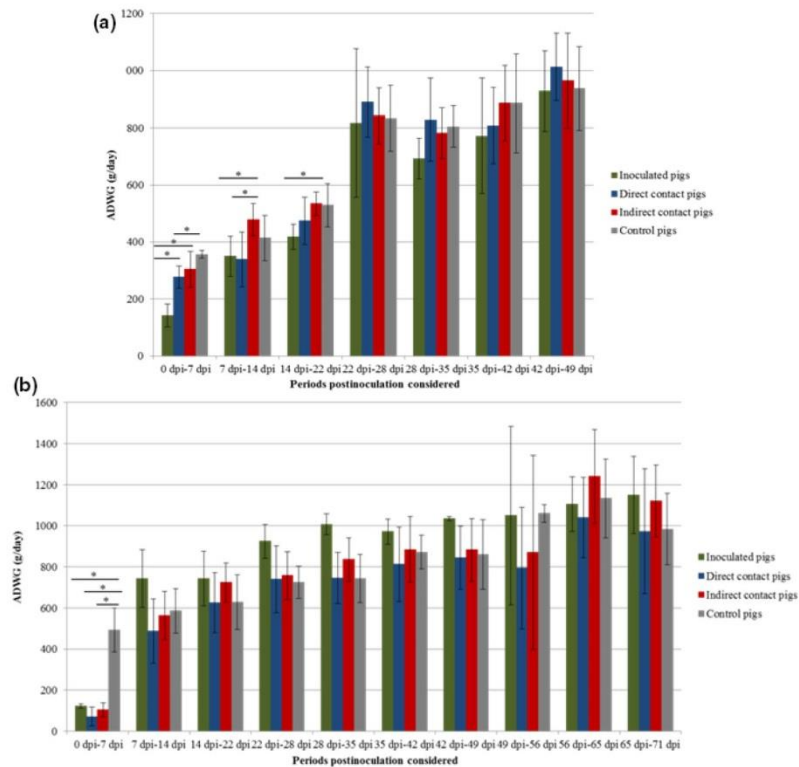 (a)
1200
000
800
600
400
200
0
ADWG (g/day)
* * * * * *
0 dpi-7 dpi 7 dpi-14 dpi 14 dpi-22 dpi 22 dpi-28 dpi 28 dpi-35 dpi 35 dpi-42 dpi 42 dpi-49 dpi
Periods postinoculation considered
Inoculated pigs
Direct contact pigs
Indirect contact pigs
Control pigs
(b)
1600
1400
1200
1000
800
600
400
200
0
ADWG (g/day)
* * *
0 dpi-7 dpi 7 dpi-14 dpi 14 dpi-22 dpi 22 dpi-28 dpi 28 dpi-35 dpi 35 dpi-42 dpi 42 dpi-49 dpi 49 dpi-56 dpi 56 dpi-65 dpi 65 dpi-71 dpi
Periods postinoculation considered
Inoculated pigs
Direct contact pigs
Indirect contact pigs
Control pigs